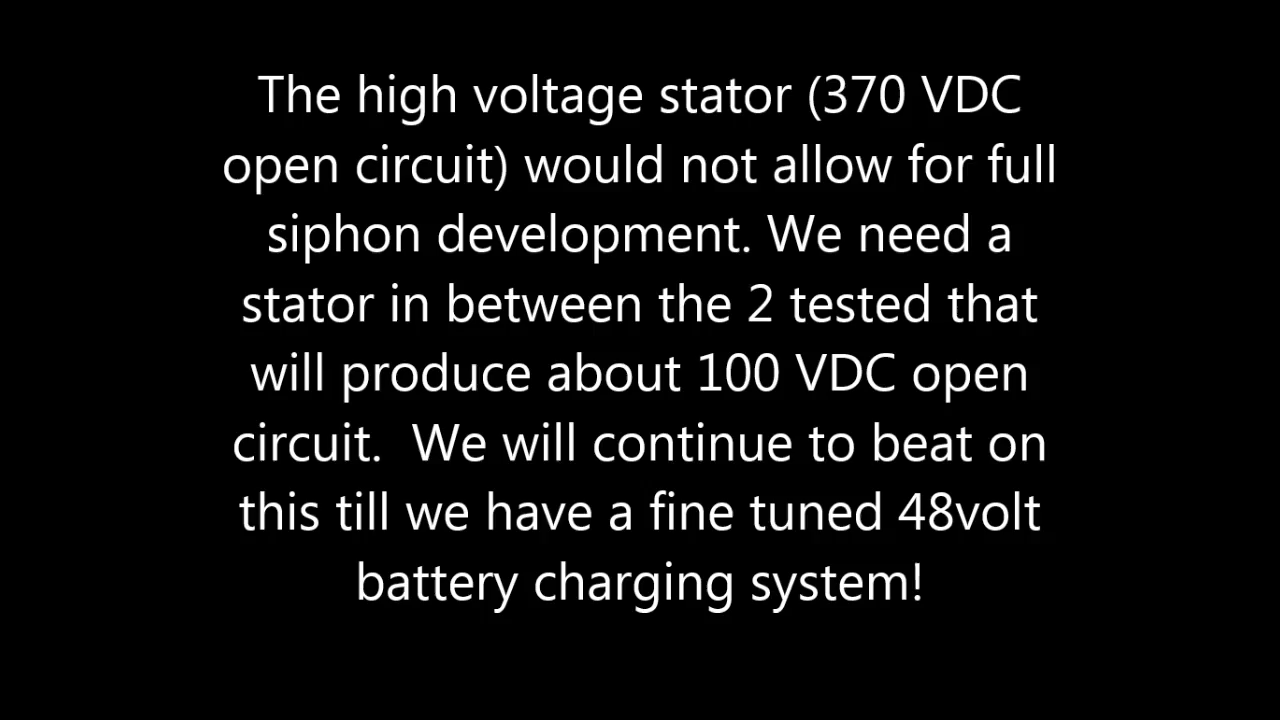 The high voltage stator (370 VDC
open circuit) would not allow for full
siphon development. We need a
stator in between the 2 tested that
will produce about 100 VDC open
circuit.  We will continue to beat on
this till we have a fine tuned 48volt
battery charging system!